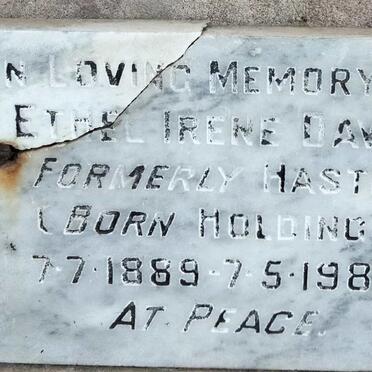 N LOVING MEMORY
ETHEL IRENE DAV
FORMERLY HAST
(BORN HOLDING
7·7·1889-7·5·198
AT PEACE.